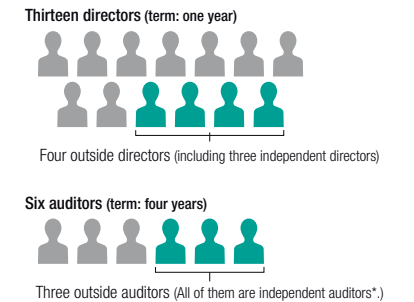 Thirteen directors (term: one year)
Four outside directors (including three independent directors)
Six auditors (term: four years)
Three outside auditors (All of them are independent auditors*.)